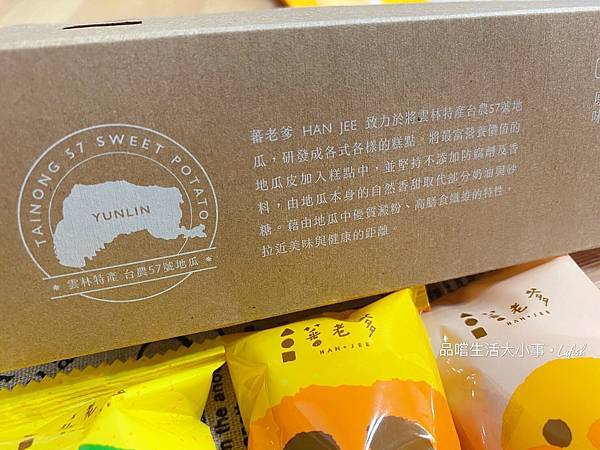 TAINONG 57 SWEET POTATO
YUNLIN
雲林特產 台農57號地瓜
蕃老爹 HAN JEE 致力於將雲林特產台農57號地
瓜，研發成各式各樣的糕點。將最富營養價值的
地瓜皮加入糕點中，並堅持不添加防腐劑及香
料，由地瓜本身的自然香甜取代部分奶油與砂
糖。藉由地瓜中優質澱粉、高膳食纖維的特性，
拉近美味與健康的距離。
原
味
蕃老爹
HAN JEE
蕃老爹
HAN JEE
品嚐生活大小事